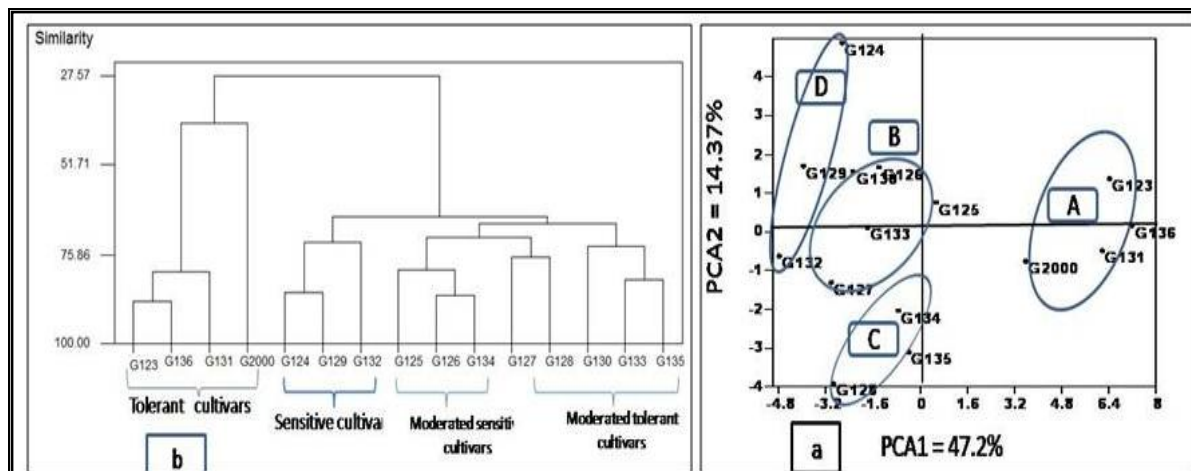 Similarity
27.57
51.71
75.86
100.00
G123 G136 G131 G2000 G124 G129 G132 G125 G126 G134 G127 G128 G130 G133 G135
Tolerant cultivars
Sensitive cultivai
Moderated sensiti
cultivars
Moderated tolerant
cultivars
b
PCA2 = 14.37%
4
3
2
1
0
-1
-2
-3
-4
G124
D
B
G129
G126
G125
G133
G132
G127
G134
C
G135
A
G123
G136
G131
G2000
-4.8 -3.2 -1.6 0 1.6 3.2 4.8 6.4 8
a
PCA1 = 47.2%